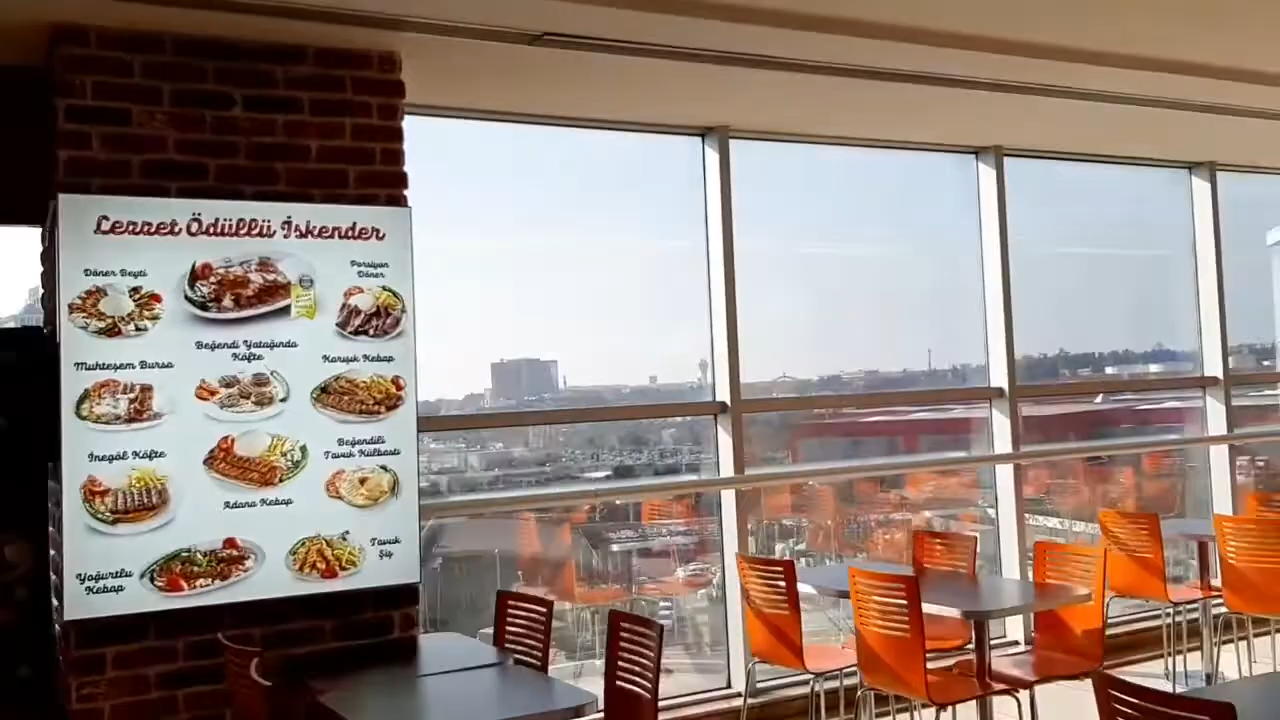 Lezzet Ödüllü İskender
Döner Beyti
Porsiyon
Döner
Beğendi Yatağında
Köfte
Muhteşem Bursa
Karışık Kebap
İnegöl Köfte
Beğendili
Tavuk Külbastı
Adana Kebap
Yoğurtlu
Kebap
Tavuk
Şiş